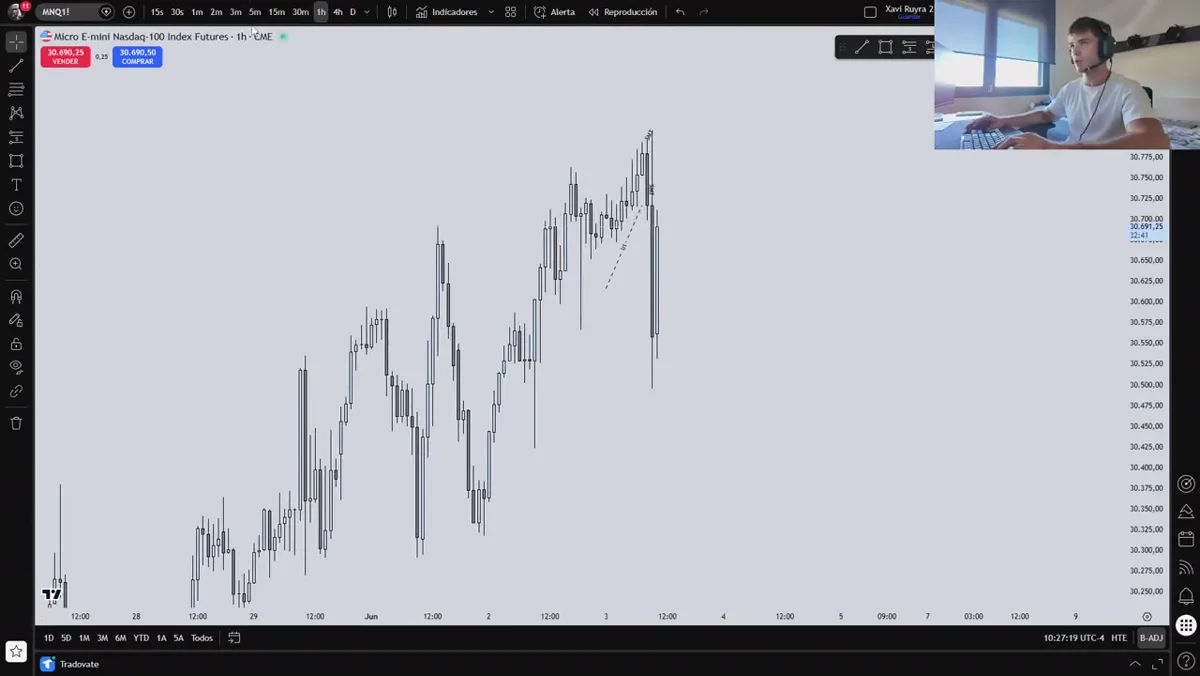 11
MNQ1!
15s 30s 1m 2m 3m 5m 15m 30m 1h 4h D
Indicadores
Alerta
Reproducción
Xavi Ruyra 2
Guardar
Micro E-mini Nasdaq-100 Index Futures · 1h · CME
30.690,25
VENDER
0,25
30.690,50
COMPRAR
30.775,00
30.750,00
30.725,00
30.700,00
30.691,25
32:41
30.650,00
30.625,00
30.600,00
30.575,00
30.550,00
30.525,00
30.500,00
30.475,00
30.450,00
30.425,00
30.400,00
30.375,00
30.350,00
30.325,00
30.300,00
30.275,00
30.250,00
12:00 28 12:00 29 12:00 Jun 12:00 2 12:00 3 12:00 4 12:00 5 09:00 7 03:00 12:00 9
1D 5D 1M 3M 6M YTD 1A 5A Todos
10:27:19 UTC-4 HTE B-ADJ
Tradovate